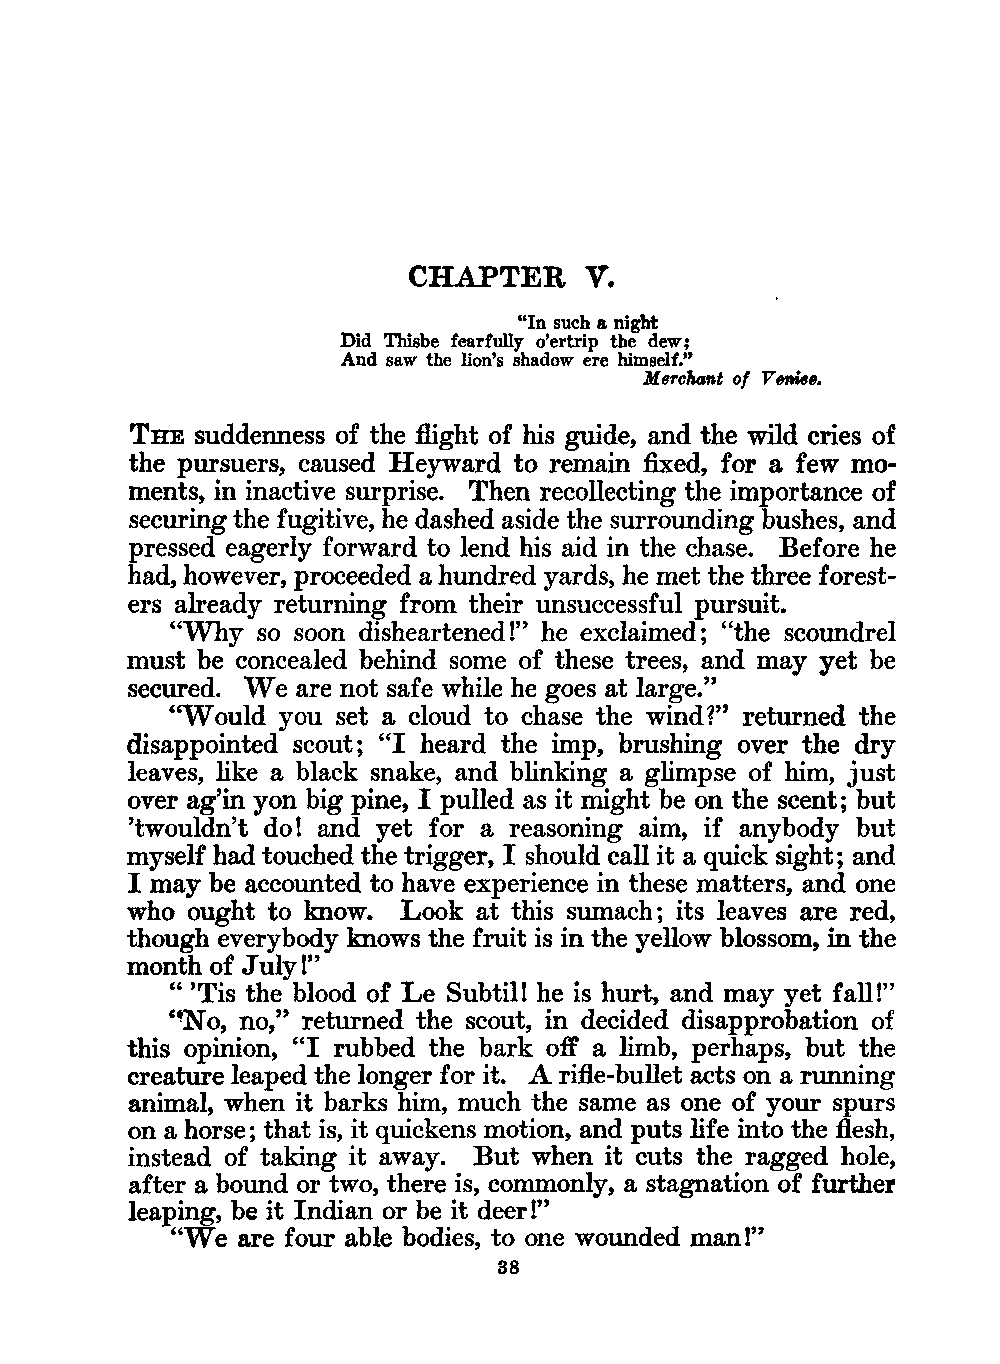 CHAPTER V.
“In such a night
Did Thisbe fearfully o’ertrip the dew;
And saw the lion’s shadow ere himself.”
Merchant of Venice.
THE suddenness of the flight of his guide, and the wild cries of
the pursuers, caused Heyward to remain fixed, for a few mo-
ments, in inactive surprise. Then recollecting the importance of
securing the fugitive, he dashed aside the surrounding bushes, and
pressed eagerly forward to lend his aid in the chase. Before he
had, however, proceeded a hundred yards, he met the three forest-
ers already returning from their unsuccessful pursuit.
“Why so soon disheartened!” he exclaimed; “the scoundrel
must be concealed behind some of these trees, and may yet be
secured. We are not safe while he goes at large.”
“Would you set a cloud to chase the wind?” returned the
disappointed scout; “I heard the imp, brushing over the dry
leaves, like a black snake, and blinking a glimpse of him, just
over ag’in yon big pine, I pulled as it might be on the scent; but
’twouldn’t do! and yet for a reasoning aim, if anybody but
myself had touched the trigger, I should call it a quick sight; and
I may be accounted to have experience in these matters, and one
who ought to know. Look at this sumach; its leaves are red,
though everybody knows the fruit is in the yellow blossom, in the
month of July!”
“ ’Tis the blood of Le Subtil! he is hurt, and may yet fall!”
“No, no,” returned the scout, in decided disapprobation of
this opinion, “I rubbed the bark off a limb, perhaps, but the
creature leaped the longer for it. A rifle-bullet acts on a running
animal, when it barks him, much the same as one of your spurs
on a horse; that is, it quickens motion, and puts life into the flesh,
instead of taking it away. But when it cuts the ragged hole,
after a bound or two, there is, commonly, a stagnation of further
leaping, be it Indian or be it deer!”
“We are four able bodies, to one wounded man!”
38